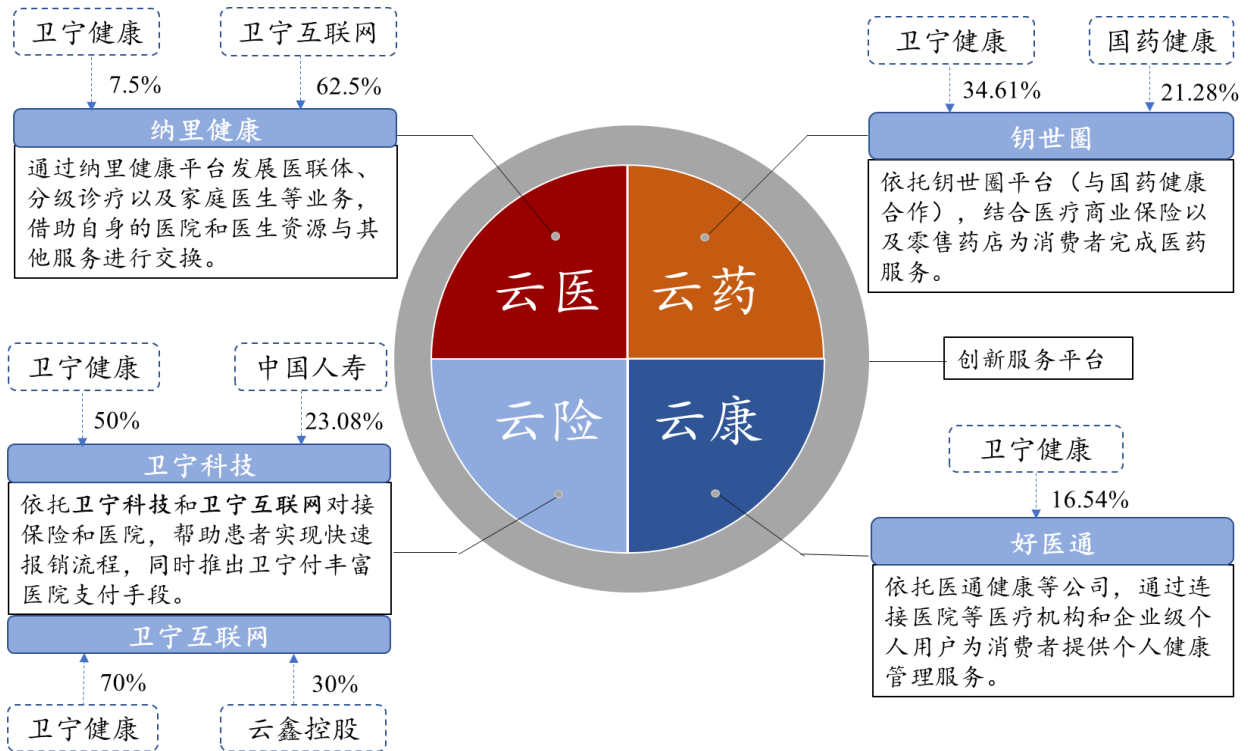 卫宁健康
卫宁互联网
7.5%
62.5%
纳里健康
通过纳里健康平台发展医联体、
分级诊疗以及家庭医生等业务，
借助自身的医院和医生资源与其
他服务进行交换。
卫宁健康
国药健康
34.61%
21.28%
钥世圈
依托钥世圈平台（与国药健康
合作），结合医疗商业保险以
及零售药店为消费者完成医药
服务。
云医
云药
云险
云康
创新服务平台
卫宁健康
中国人寿
50%
23.08%
卫宁科技
依托卫宁科技和卫宁互联网对接
保险和医院，帮助患者实现快速
报销流程，同时推出卫宁付丰富
医院支付手段。
卫宁互联网
70%
30%
卫宁健康
云鑫控股
卫宁健康
16.54%
好医通
依托医通健康等公司，通过连
接医院等医疗机构和企业级个
人用户为消费者提供个人健康
管理服务。